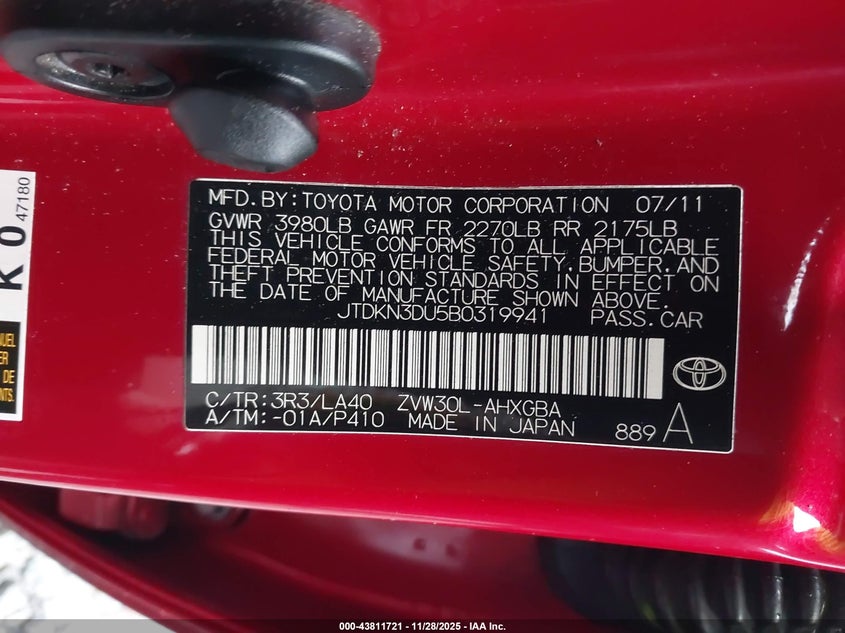 MFD.BY:TOYOTA MOTOR CORPORATION 07/11
GVWR 3980LB GAWR FR 2270LB RR 2175LB
THIS VEHICLE CONFORMS TO ALL APPLICABLE
FEDERAL MOTOR VEHICLE SAFETY,BUMPER,AND
THEFT PREVENTION STANDARDS IN EFFECT ON
THE DATE OF MANUFACTURE SHOWN ABOVE.
JTDKN3DU5B0319941 PASS.CAR
C/TR:3R3/LA40 ZVW30L-AHXGBA
A/TM:-01A/P410 MADE IN JAPAN 889 A
K 0 47180
DE
000-43811721 - 11/28/2025 - IAA Inc.